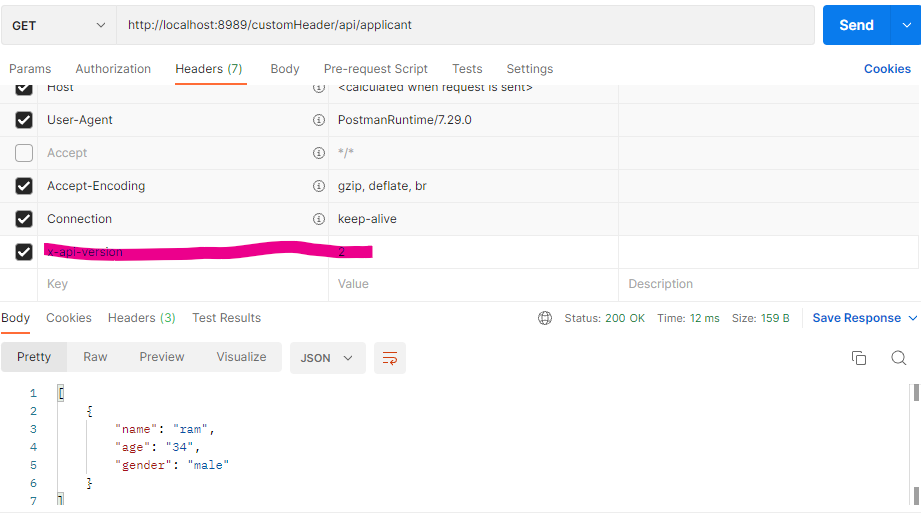 GET http://localhost:8989/customHeader/api/applicant Send
Params Authorization Headers (7) Body Pre-request Script Tests Settings Cookies
Host <calculated when request is sent>
User-Agent PostmanRuntime/7.29.0
Accept */*
Accept-Encoding gzip, deflate, br
Connection keep-alive
x-api-version 2
Key Value Description
Body Cookies Headers (3) Test Results Status: 200 OK Time: 12 ms Size: 159 B Save Response
Pretty Raw Preview Visualize JSON
1 [
2 {
3 "name": "ram",
4 "age": "34",
5 "gender": "male"
6 }
7 ]